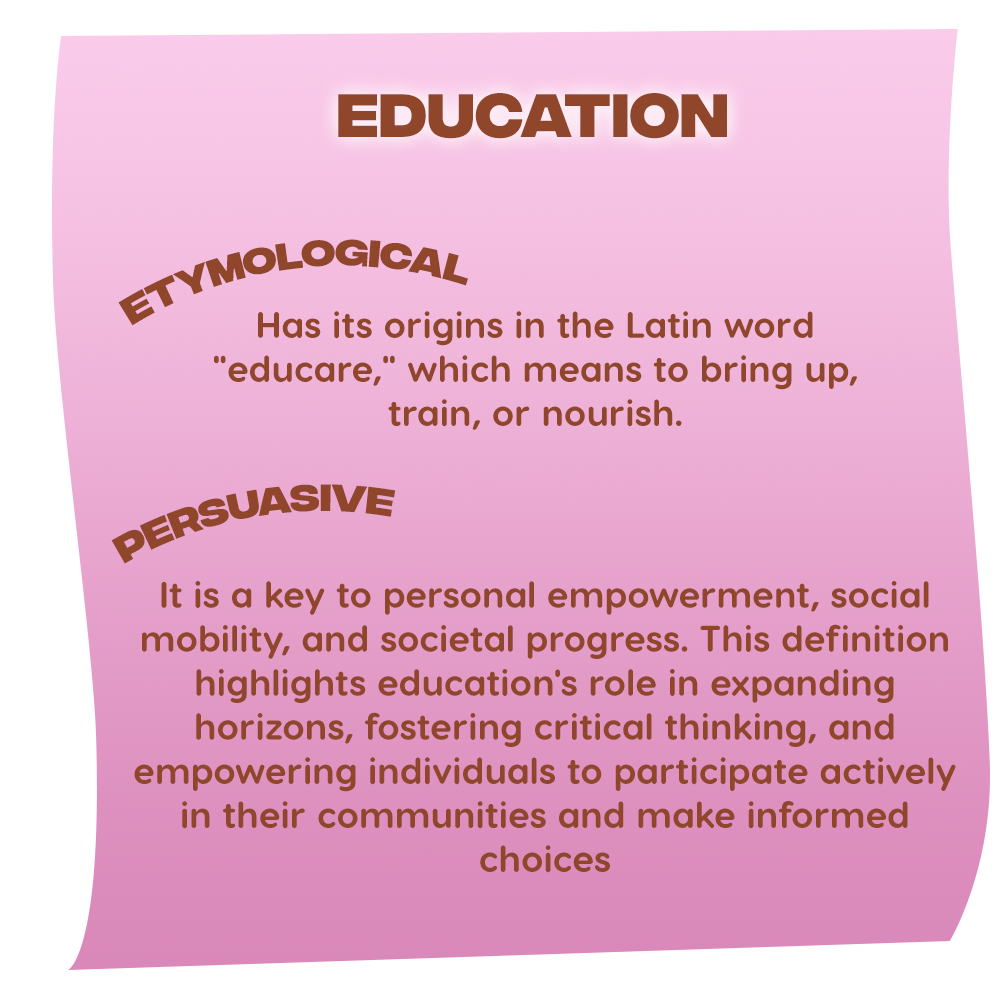 EDUCATION
ETYMOLOGICAL
Has its origins in the Latin word
"educare," which means to bring up,
train, or nourish.
PERSUASIVE
It is a key to personal empowerment, social
mobility, and societal progress. This definition
highlights education's role in expanding
horizons, fostering critical thinking, and
empowering individuals to participate actively
in their communities and make informed
choices